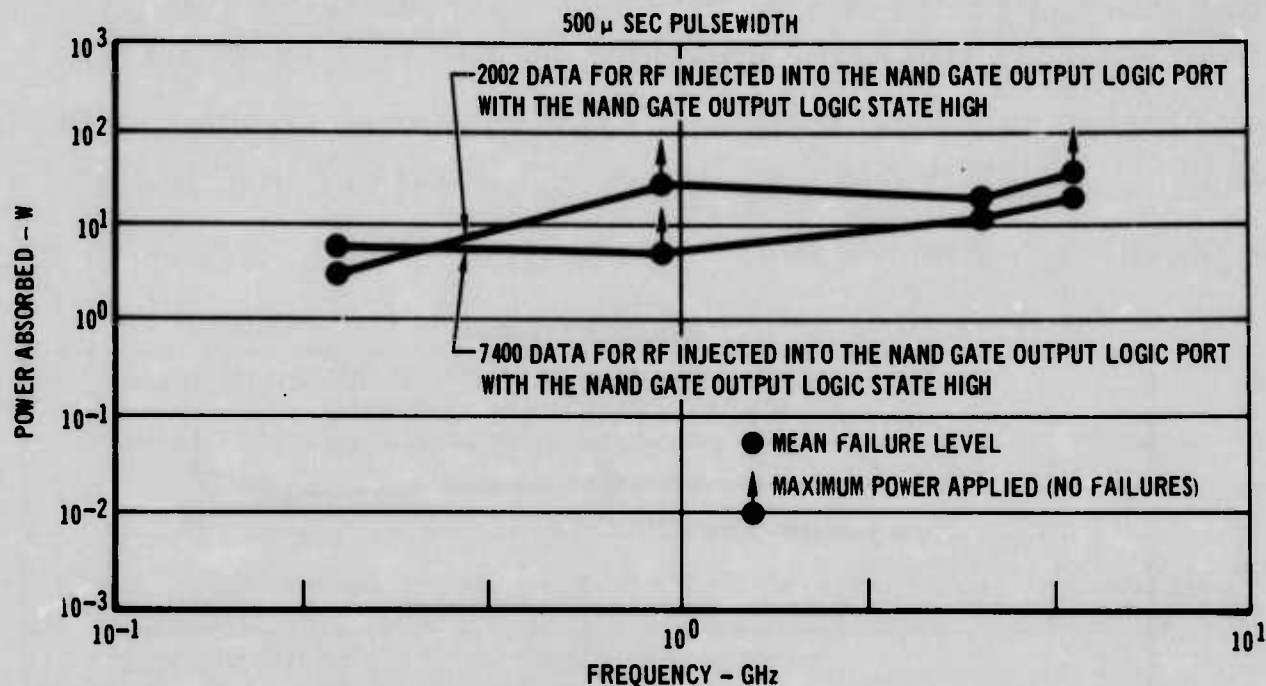 500 μ SEC PULSEWIDTH
10³
2002 DATA FOR RF INJECTED INTO THE NAND GATE OUTPUT LOGIC PORT
WITH THE NAND GATE OUTPUT LOGIC STATE HIGH
10²
10¹
10⁰
7400 DATA FOR RF INJECTED INTO THE NAND GATE OUTPUT LOGIC PORT
WITH THE NAND GATE OUTPUT LOGIC STATE HIGH
10⁻¹
MEAN FAILURE LEVEL
MAXIMUM POWER APPLIED (NO FAILURES)
10⁻²
10⁻³
POWER ABSORBED – W
10⁻¹ 10⁰ 10¹
FREQUENCY – GHz